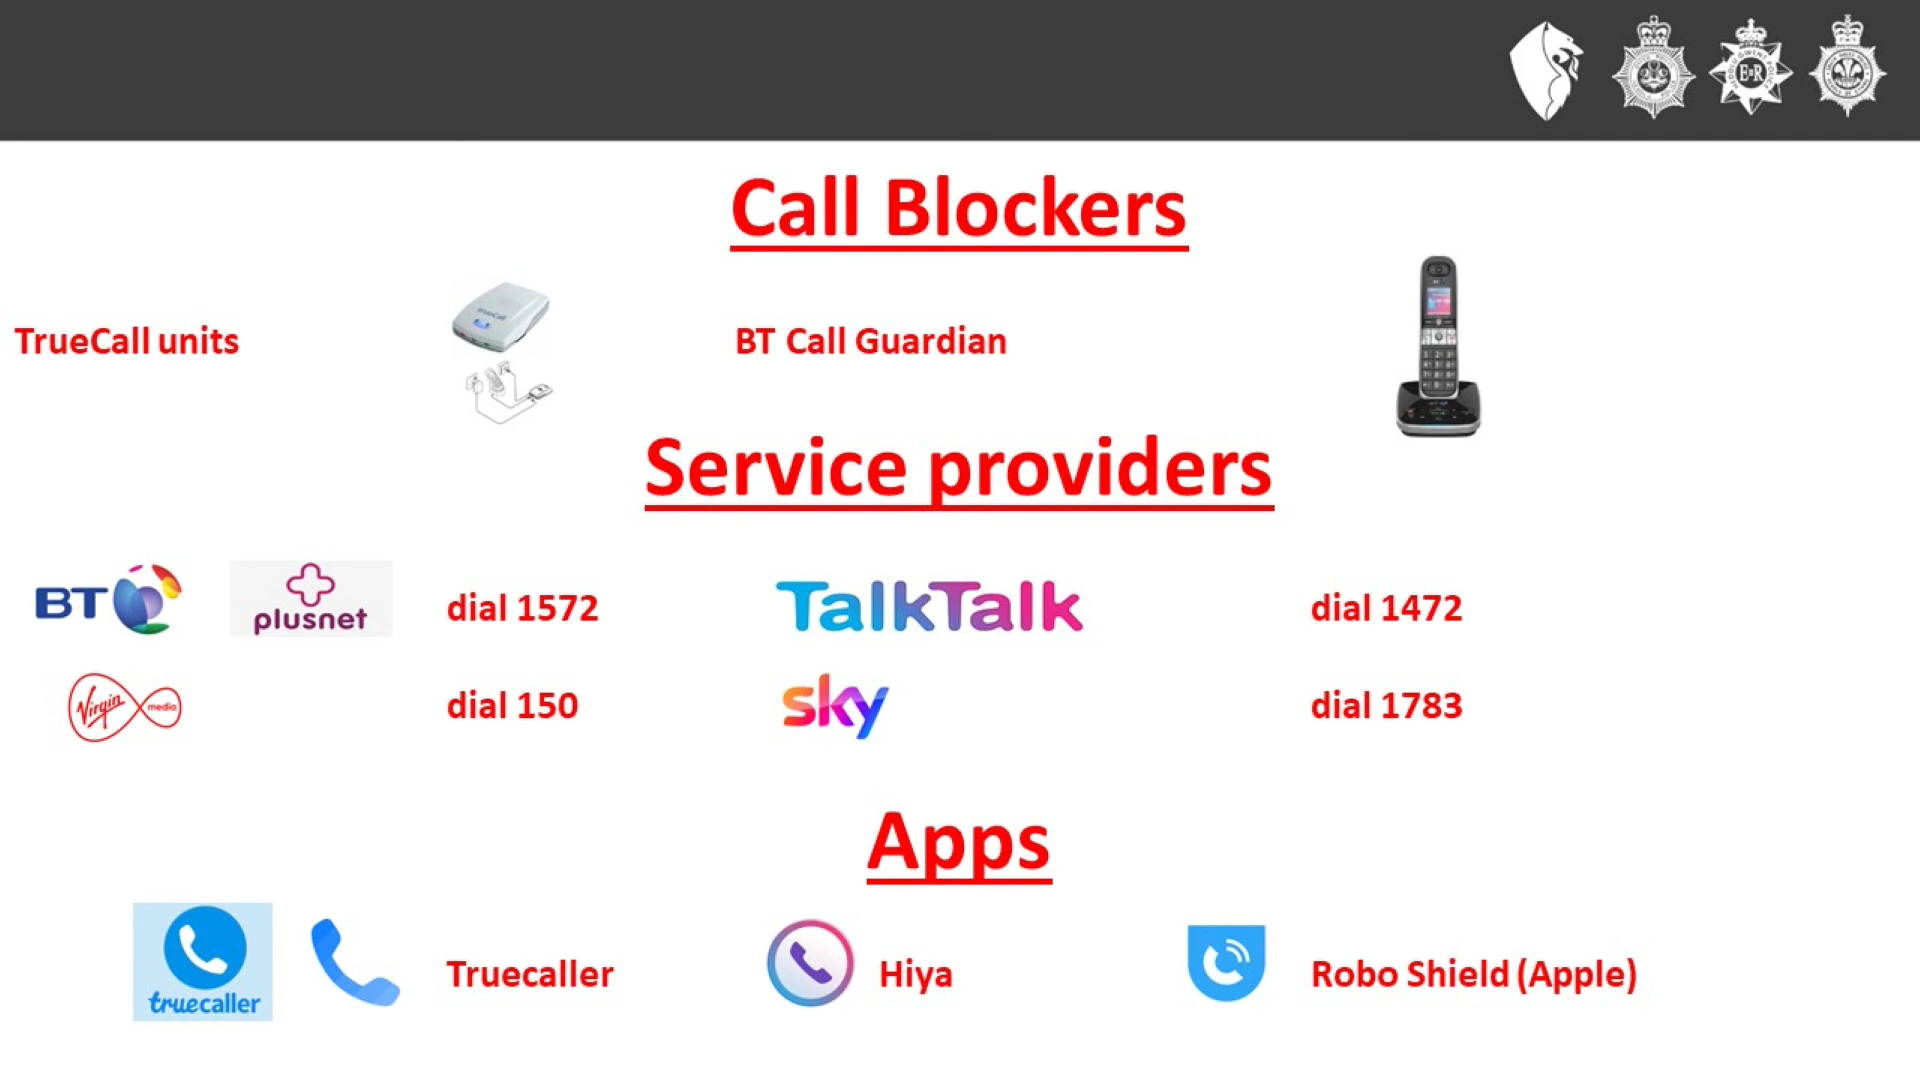 Call Blockers
TrueCall units
trueCall
BT Call Guardian
Service providers
BT
plusnet
dial 1572
TalkTalk
dial 1472
Virgin media
dial 150
sky
dial 1783
Apps
truecaller
Truecaller
Hiya
Robo Shield (Apple)